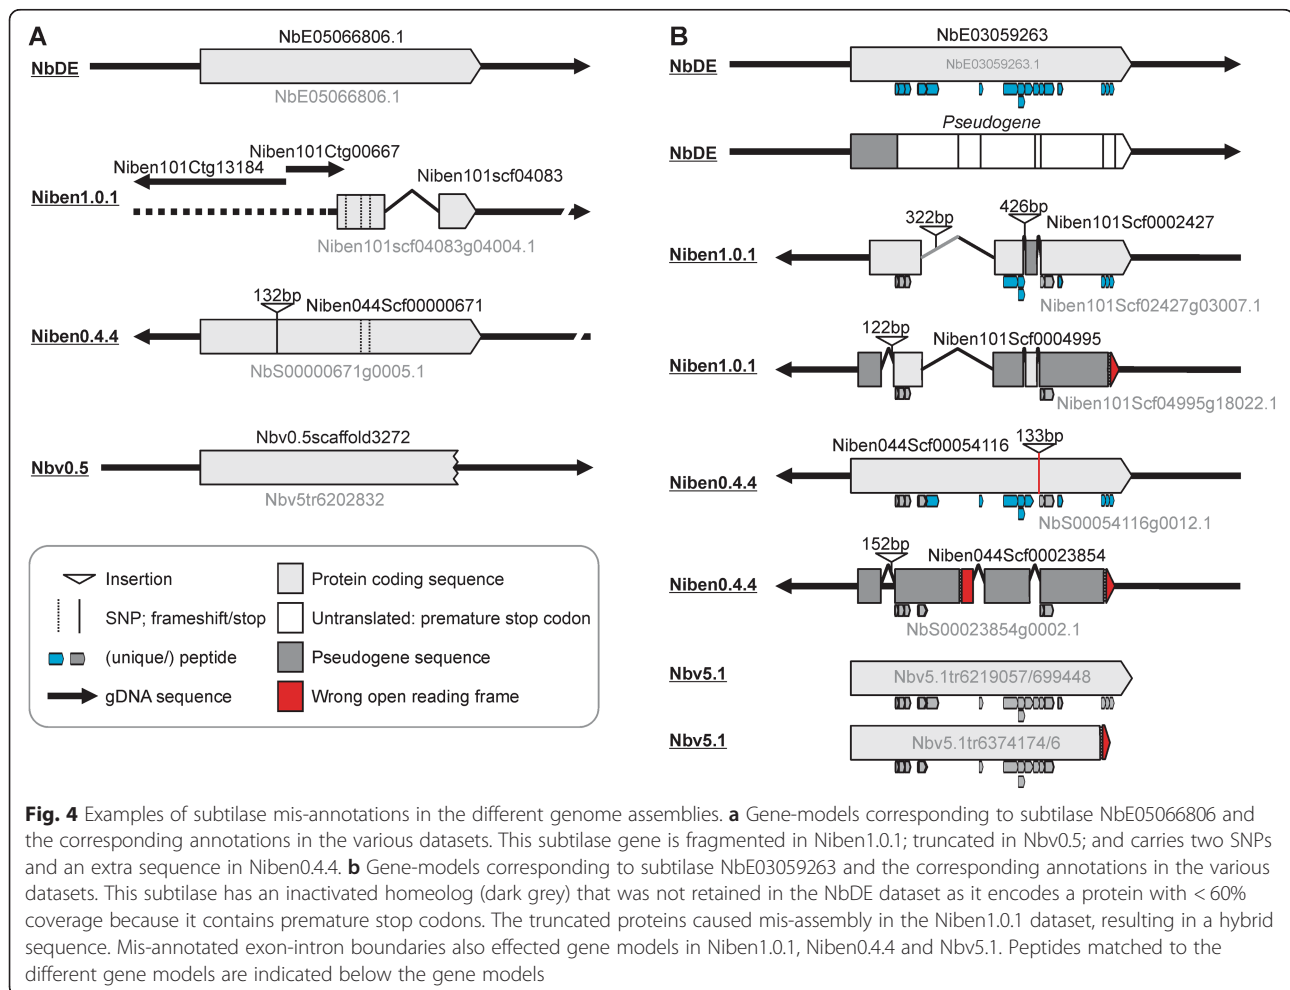 A
NbE05066806.1
NbDE
NbE05066806.1
Niben101Ctg00667
Niben101Ctg13184
Niben101scf04083
Niben1.0.1
Niben101scf04083g04004.1
132bp
Niben044Scf00000671
Niben0.4.4
NbS00000671g0005.1
Nbv0.5scaffold3272
Nbv0.5
Nbv5tr6202832
Insertion
SNP; frameshift/stop
(unique/) peptide
gDNA sequence
Protein coding sequence
Untranslated: premature stop codon
Pseudogene sequence
Wrong open reading frame
B
NbE03059263
NbDE
NbE03059263.1
Pseudogene
NbDE
426bp
322bp
Niben101Scf0002427
Niben1.0.1
Niben101Scf02427g03007.1
122bp
Niben101Scf0004995
Niben1.0.1
Niben101Scf04995g18022.1
133bp
Niben044Scf00054116
Niben0.4.4
NbS00054116g0012.1
152bp
Niben044Scf00023854
Niben0.4.4
NbS00023854g0002.1
Nbv5.1
Nbv5.1tr6219057/699448
Nbv5.1
Nbv5.1tr6374174/6
Fig. 4 Examples of subtilase mis-annotations in the different genome assemblies. a Gene-models corresponding to subtilase NbE05066806 and
the corresponding annotations in the various datasets. This subtilase gene is fragmented in Niben1.0.1; truncated in Nbv0.5; and carries two SNPs
and an extra sequence in Niben0.4.4. b Gene-models corresponding to subtilase NbE03059263 and the corresponding annotations in the various
datasets. This subtilase has an inactivated homeolog (dark grey) that was not retained in the NbDE dataset as it encodes a protein with < 60%
coverage because it contains premature stop codons. The truncated proteins caused mis-assembly in the Niben1.0.1 dataset, resulting in a hybrid
sequence. Mis-annotated exon-intron boundaries also effected gene models in Niben1.0.1, Niben0.4.4 and Nbv5.1. Peptides matched to the
different gene models are indicated below the gene models